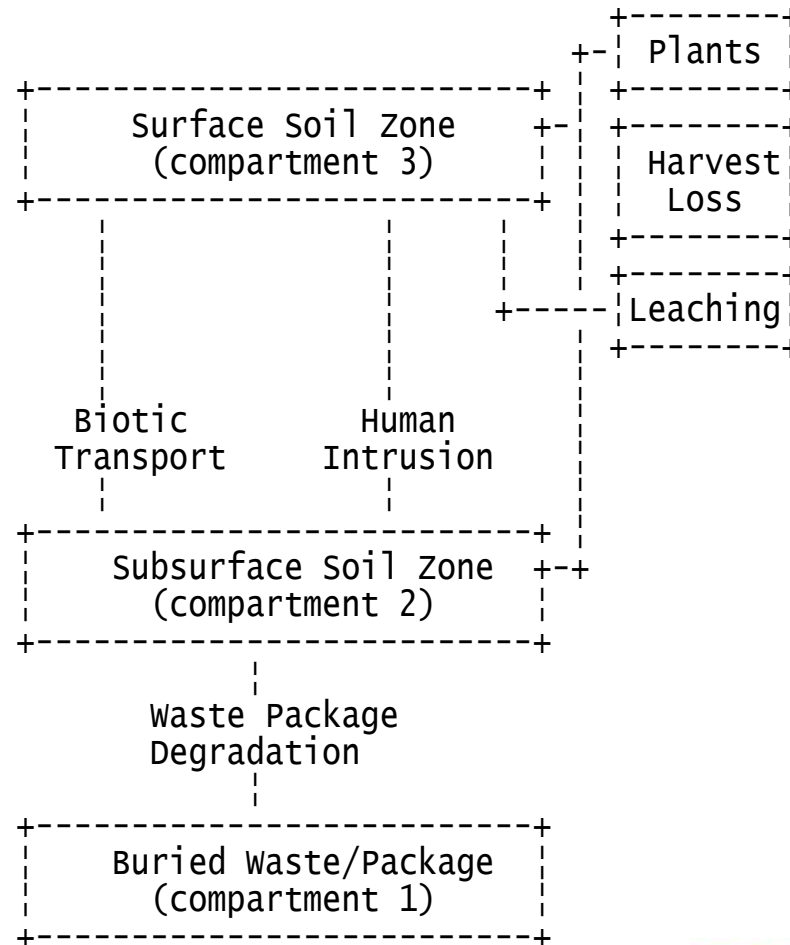 Plants
Surface Soil Zone
(compartment 3)
Harvest
Loss
Leaching
Biotic
Transport
Human
Intrusion
Subsurface Soil Zone
(compartment 2)
Waste Package
Degradation
Buried Waste/Package
(compartment 1)